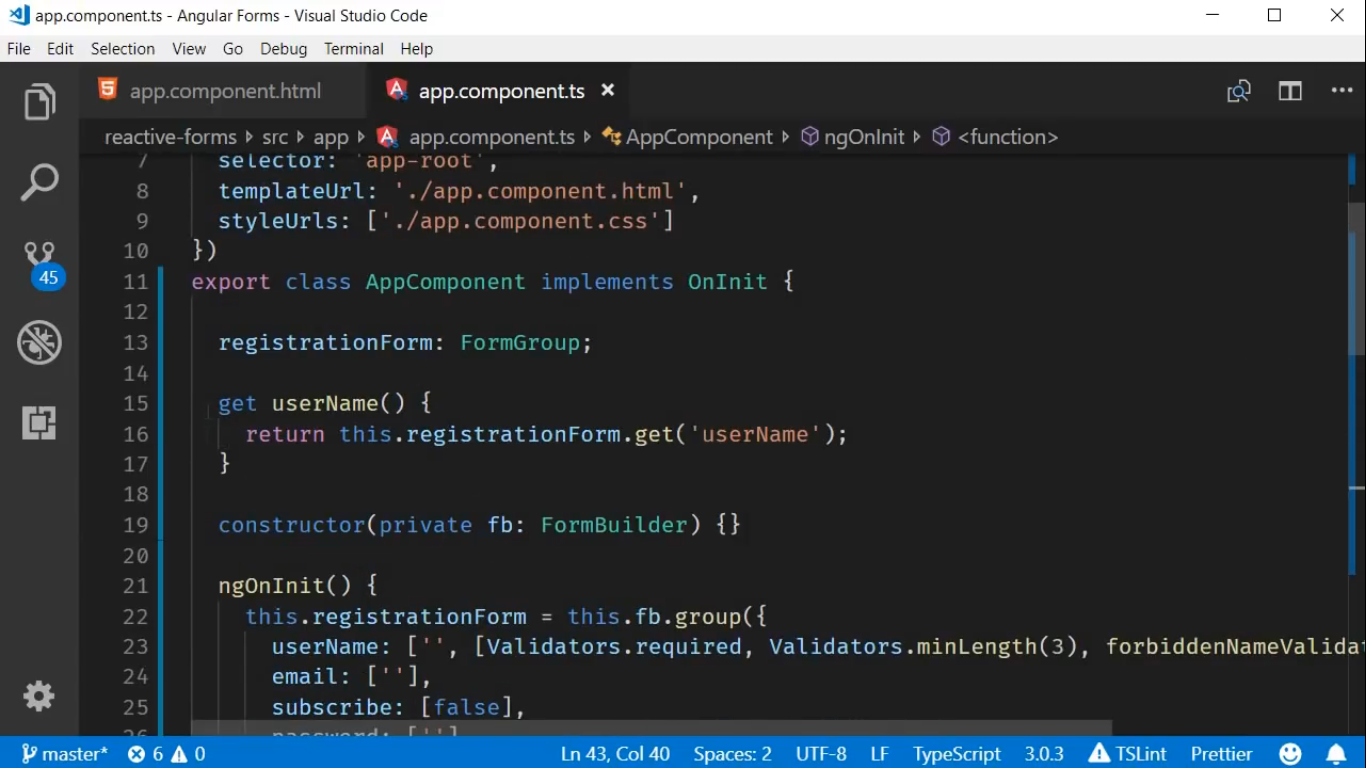 app.component.ts - Angular Forms - Visual Studio Code
File Edit Selection View Go Debug Terminal Help
app.component.html app.component.ts
reactive-forms src app app.component.ts AppComponent ngOnInit <function>
7 selector: 'app-root',
8 templateUrl: './app.component.html',
9 styleUrls: ['./app.component.css']
10 })
11 export class AppComponent implements OnInit {
12
13 registrationForm: FormGroup;
14
15 get userName() {
16 return this.registrationForm.get('userName');
17 }
18
19 constructor(private fb: FormBuilder) {}
20
21 ngOnInit() {
22 this.registrationForm = this.fb.group({
23 userName: ['', [Validators.required, Validators.minLength(3), forbiddenNameValidat
24 email: [''],
25 subscribe: [false],
26 password: ['']
45
master* 6 0 Ln 43, Col 40 Spaces: 2 UTF-8 LF TypeScript 3.0.3 TSLint Prettier